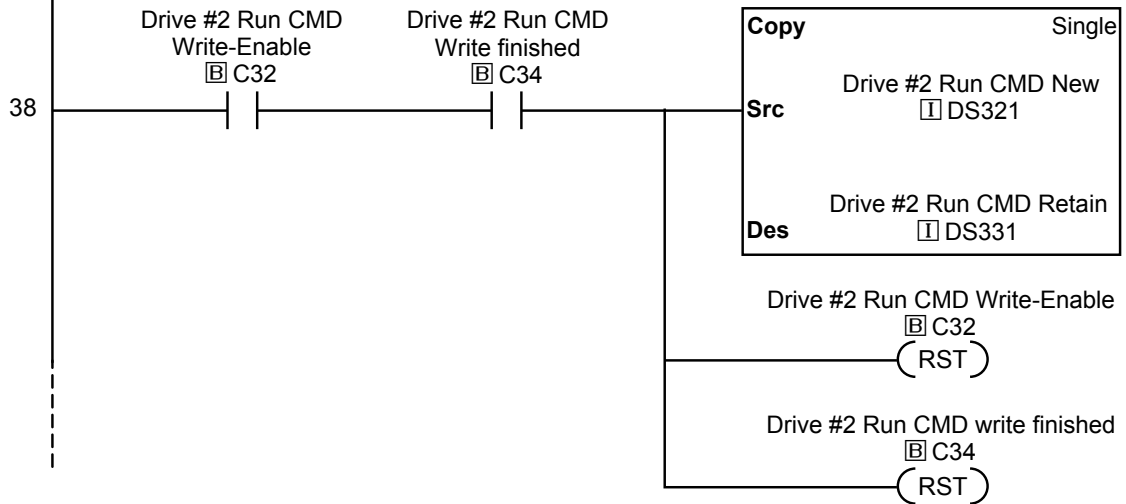 Drive #2 Run CMD
Write-Enable
B C32
Drive #2 Run CMD
Write finished
B C34
38
Copy Single
Src
Drive #2 Run CMD New
I DS321
Des
Drive #2 Run CMD Retain
I DS331
Drive #2 Run CMD Write-Enable
B C32
RST
Drive #2 Run CMD write finished
B C34
RST